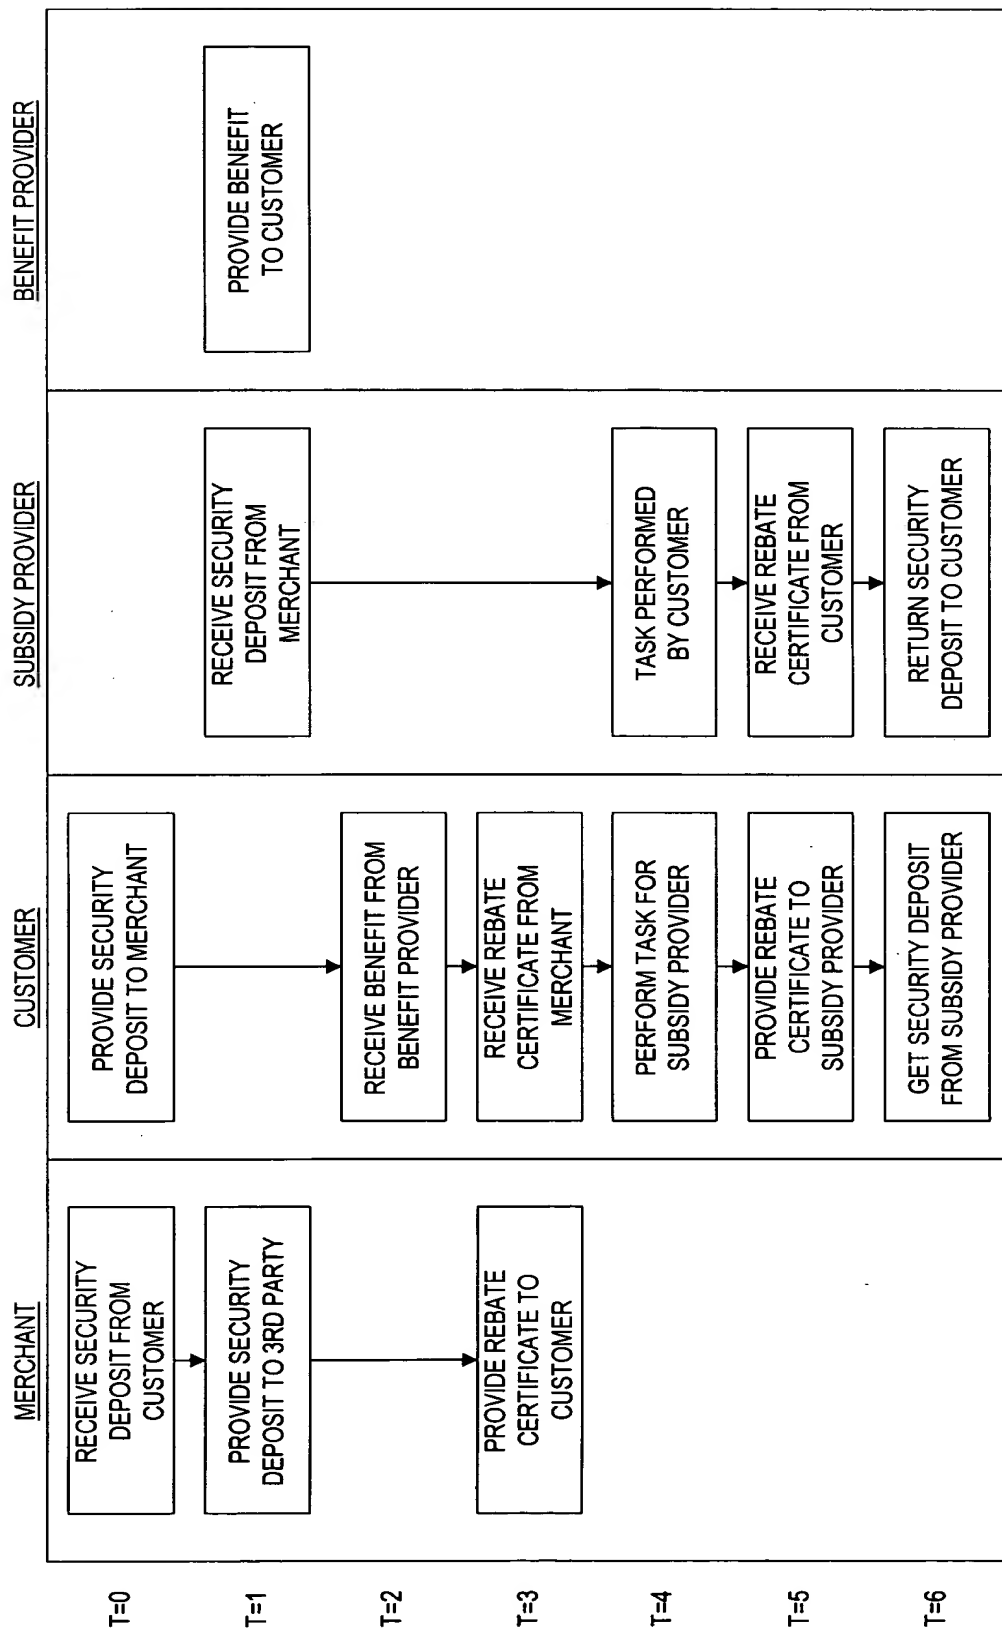 MERCHANT
CUSTOMER
SUBSIDY PROVIDER
BENEFIT PROVIDER
T=0
RECEIVE SECURITY
DEPOSIT FROM
CUSTOMER
PROVIDE SECURITY
DEPOSIT TO MERCHANT
T=1
PROVIDE SECURITY
DEPOSIT TO 3RD PARTY
RECEIVE SECURITY
DEPOSIT FROM
MERCHANT
PROVIDE BENEFIT
TO CUSTOMER
T=2
RECEIVE BENEFIT FROM
BENEFIT PROVIDER
T=3
PROVIDE REBATE
CERTIFICATE TO
CUSTOMER
RECEIVE REBATE
CERTIFICATE FROM
MERCHANT
T=4
PERFORM TASK FOR
SUBSIDY PROVIDER
TASK PERFORMED
BY CUSTOMER
T=5
PROVIDE REBATE
CERTIFICATE TO
SUBSIDY PROVIDER
RECEIVE REBATE
CERTIFICATE FROM
CUSTOMER
T=6
GET SECURITY DEPOSIT
FROM SUBSIDY PROVIDER
RETURN SECURITY
DEPOSIT TO CUSTOMER